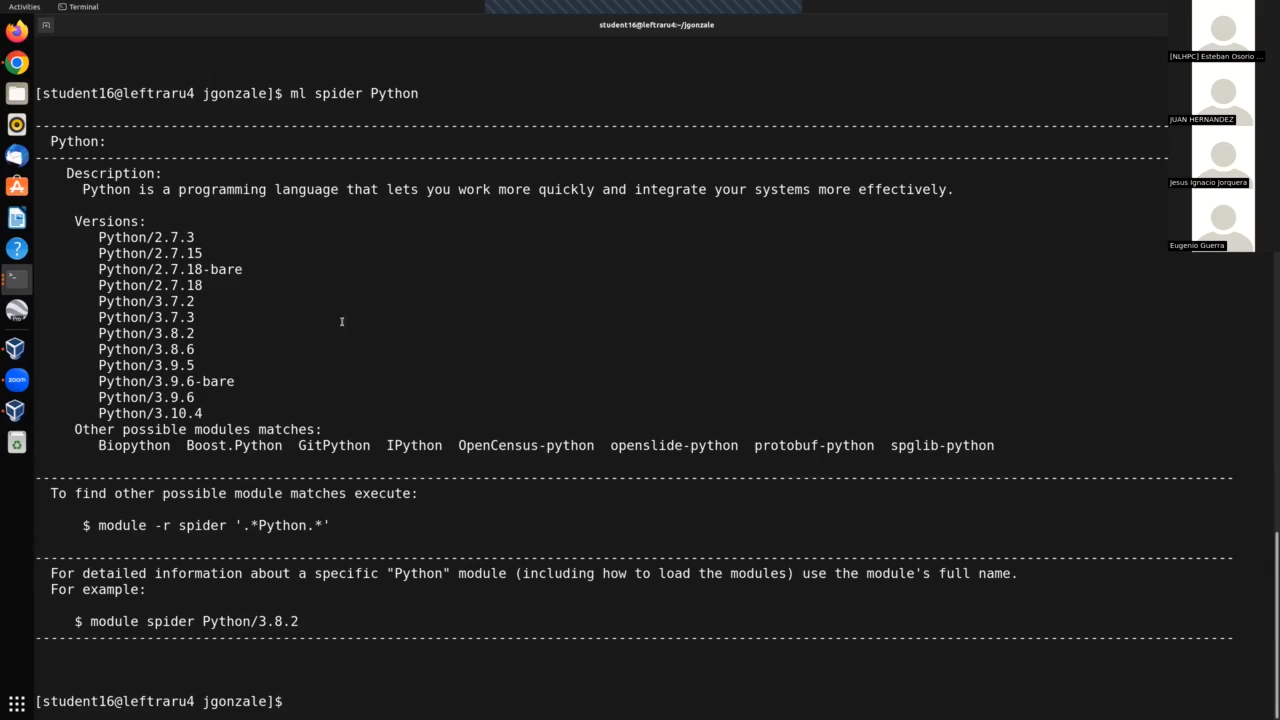 Activities
Terminal
student16@leftraru4:~/jgonzale
[NLHPC] Esteban Osorio ...
[student16@leftraru4 jgonzale]$ ml spider Python
JUAN HERNANDEZ
--------------------------------------------------------------------------------------------------------------------------------------------
Python:
--------------------------------------------------------------------------------------------------------------------------------------------
Description:
Python is a programming language that lets you work more quickly and integrate your systems more effectively.
Jesus Ignacio Jorquera
Versions:
Python/2.7.3
Eugenio Guerra
Python/2.7.15
Python/2.7.18-bare
Python/2.7.18
Python/3.7.2
Python/3.7.3
Python/3.8.2
Python/3.8.6
Python/3.9.5
Python/3.9.6-bare
Python/3.9.6
Python/3.10.4
Other possible modules matches:
Biopython  Boost.Python  GitPython  IPython  OpenCensus-python  openslide-python  protobuf-python  spglib-python
------------------------------------------------------------------------------------------------------------------------------------------------------
To find other possible module matches execute:
$ module -r spider '.*Python.*'
------------------------------------------------------------------------------------------------------------------------------------------------------
For detailed information about a specific "Python" module (including how to load the modules) use the module's full name.
For example:
$ module spider Python/3.8.2
------------------------------------------------------------------------------------------------------------------------------------------------------
[student16@leftraru4 jgonzale]$
zoom
Pro